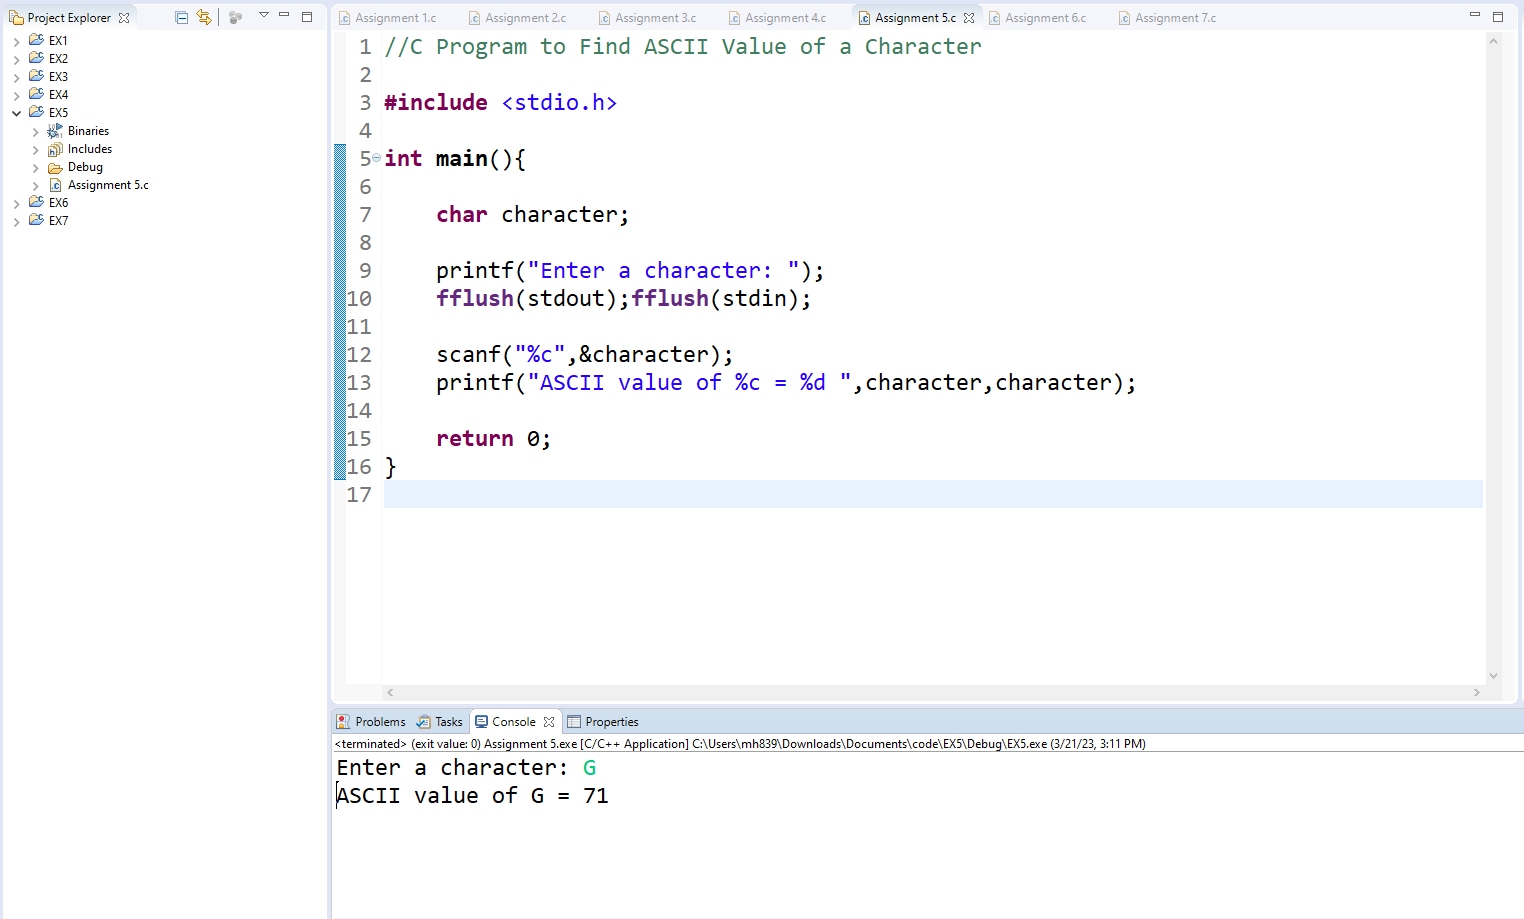 Project Explorer
EX1
EX2
EX3
EX4
EX5
Binaries
Includes
Debug
Assignment 5.c
EX6
EX7
Assignment 1.c Assignment 2.c Assignment 3.c Assignment 4.c Assignment 5.c Assignment 6.c Assignment 7.c
1 //C Program to Find ASCII Value of a Character
2
3 #include <stdio.h>
4
5 int main(){
6
7     char character;
8
9     printf("Enter a character: ");
10     fflush(stdout);fflush(stdin);
11
12     scanf("%c",&character);
13     printf("ASCII value of %c = %d ",character,character);
14
15     return 0;
16 }
17
Problems Tasks Console Properties
<terminated> (exit value: 0) Assignment 5.exe [C/C++ Application] C:\Users\mh839\Downloads\Documents\code\EX5\Debug\EX5.exe (3/21/23, 3:11 PM)
Enter a character: G
ASCII value of G = 71